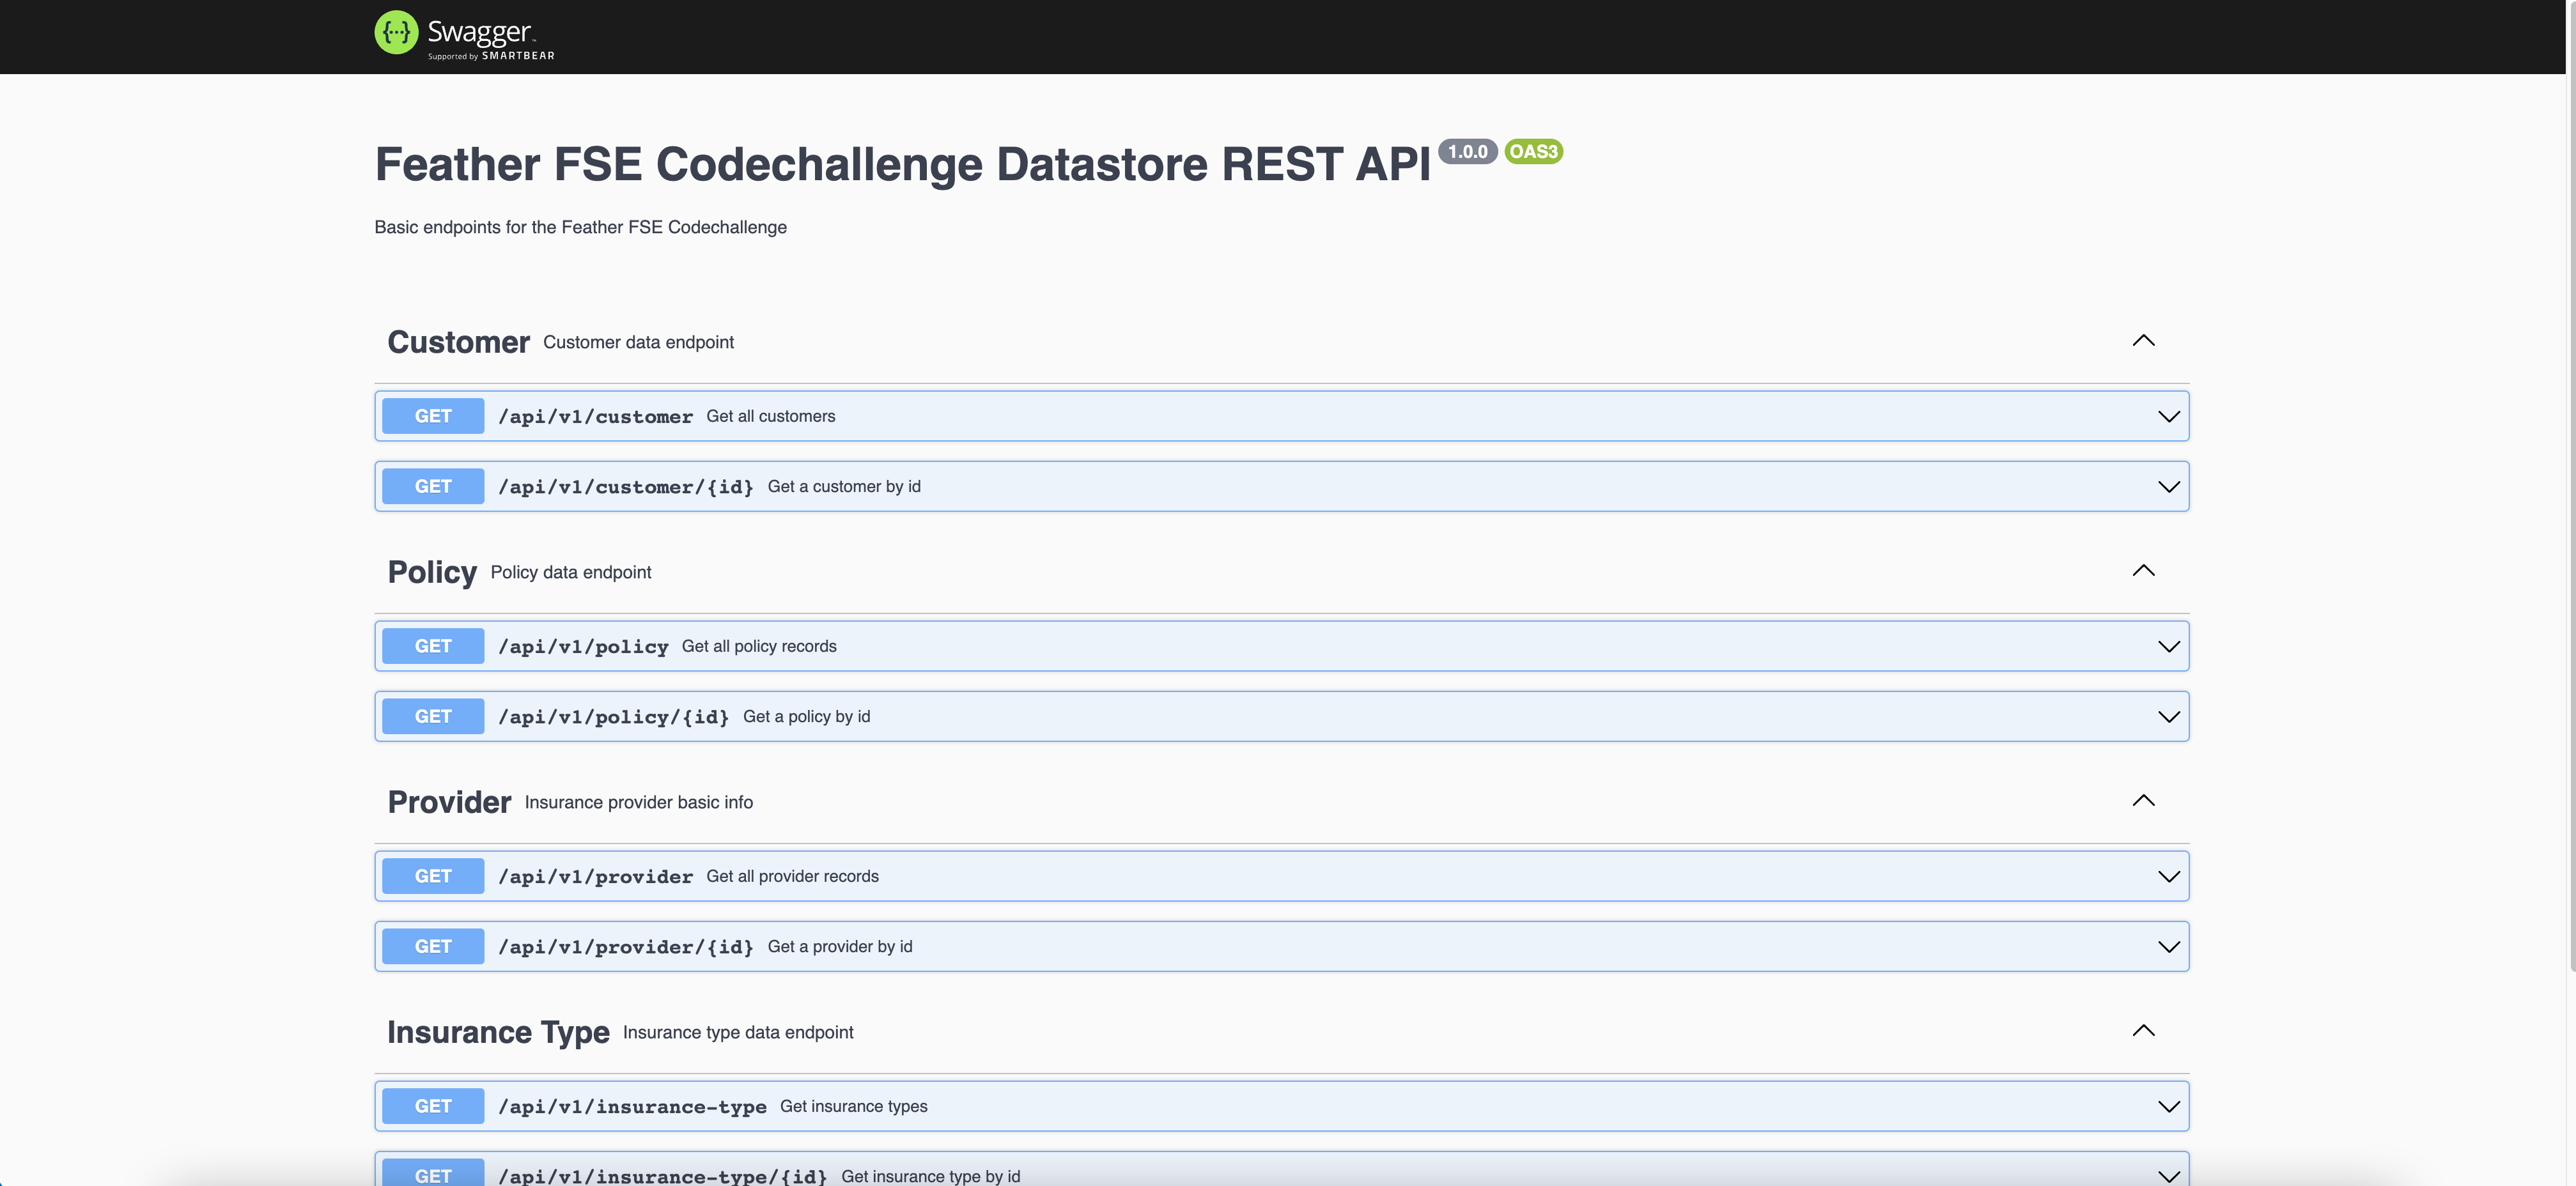 {···} Swagger™
Supported by SMARTBEAR
Feather FSE Codechallenge Datastore REST API 1.0.0 OAS3
Basic endpoints for the Feather FSE Codechallenge
Customer Customer data endpoint
GET /api/v1/customer Get all customers
GET /api/v1/customer/{id} Get a customer by id
Policy Policy data endpoint
GET /api/v1/policy Get all policy records
GET /api/v1/policy/{id} Get a policy by id
Provider Insurance provider basic info
GET /api/v1/provider Get all provider records
GET /api/v1/provider/{id} Get a provider by id
Insurance Type Insurance type data endpoint
GET /api/v1/insurance-type Get insurance types
GET /api/v1/insurance-type/{id} Get insurance type by id